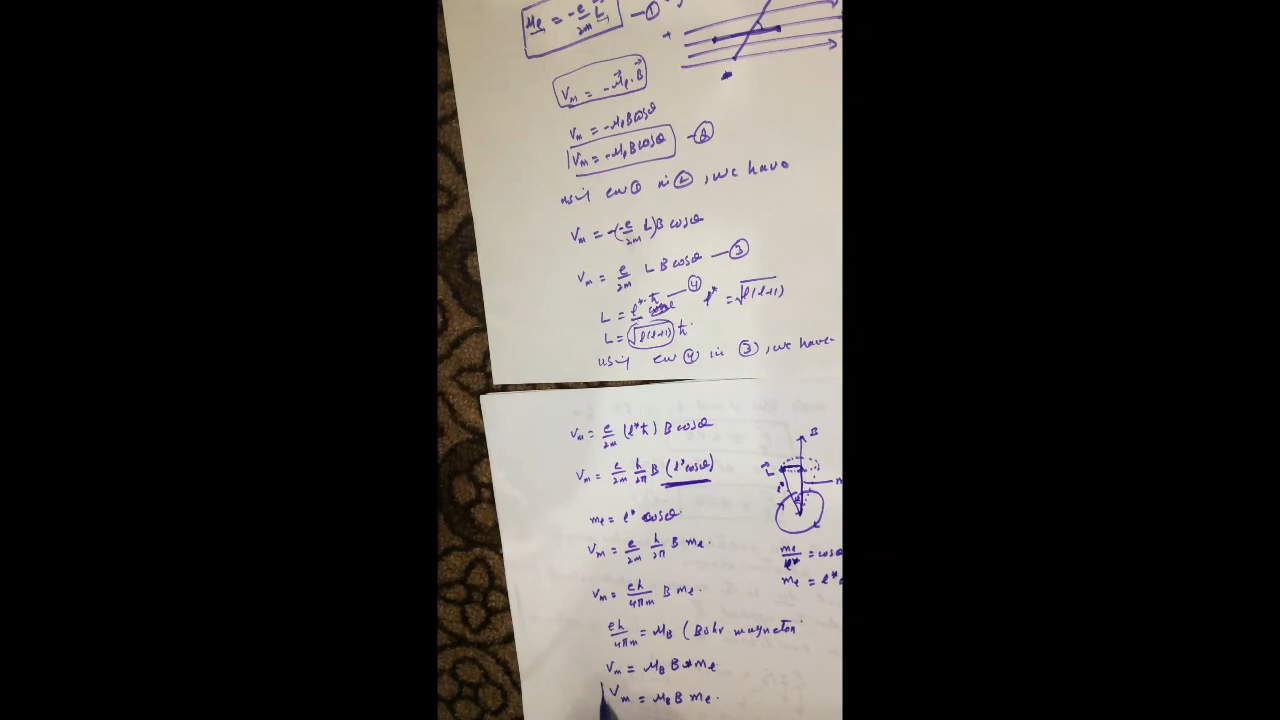 μₑ = -e/2m L —①
+
Vm = -μₑ.B
Vm = -μₑBcosθ
Vm = -μₑBcosθ —②
using eq ① in ②, we have
Vm = -(-e/2m L)B cosθ
Vm = e/2m L B cosθ —③
L = ℓ* ħ —④ ℓ* = √ℓ(ℓ+1)
L = √ℓ(ℓ+1) ħ
using eq ④ in ③, we have
Vm = e/2m (ℓ*ħ) B cosθ
Vm = e/2m h/2π B (ℓ*cosθ)
B
L
ℓ*
θ
m
mℓ = ℓ* cosθ
Vm = e/2m h/2π B mℓ.
mℓ/ℓ* = cosθ
mℓ = ℓ*
Vm = eh/4πm B mℓ.
eh/4πm = μB (Bohr magneton
Vm = μB B mℓ
Vm = μB B mℓ.